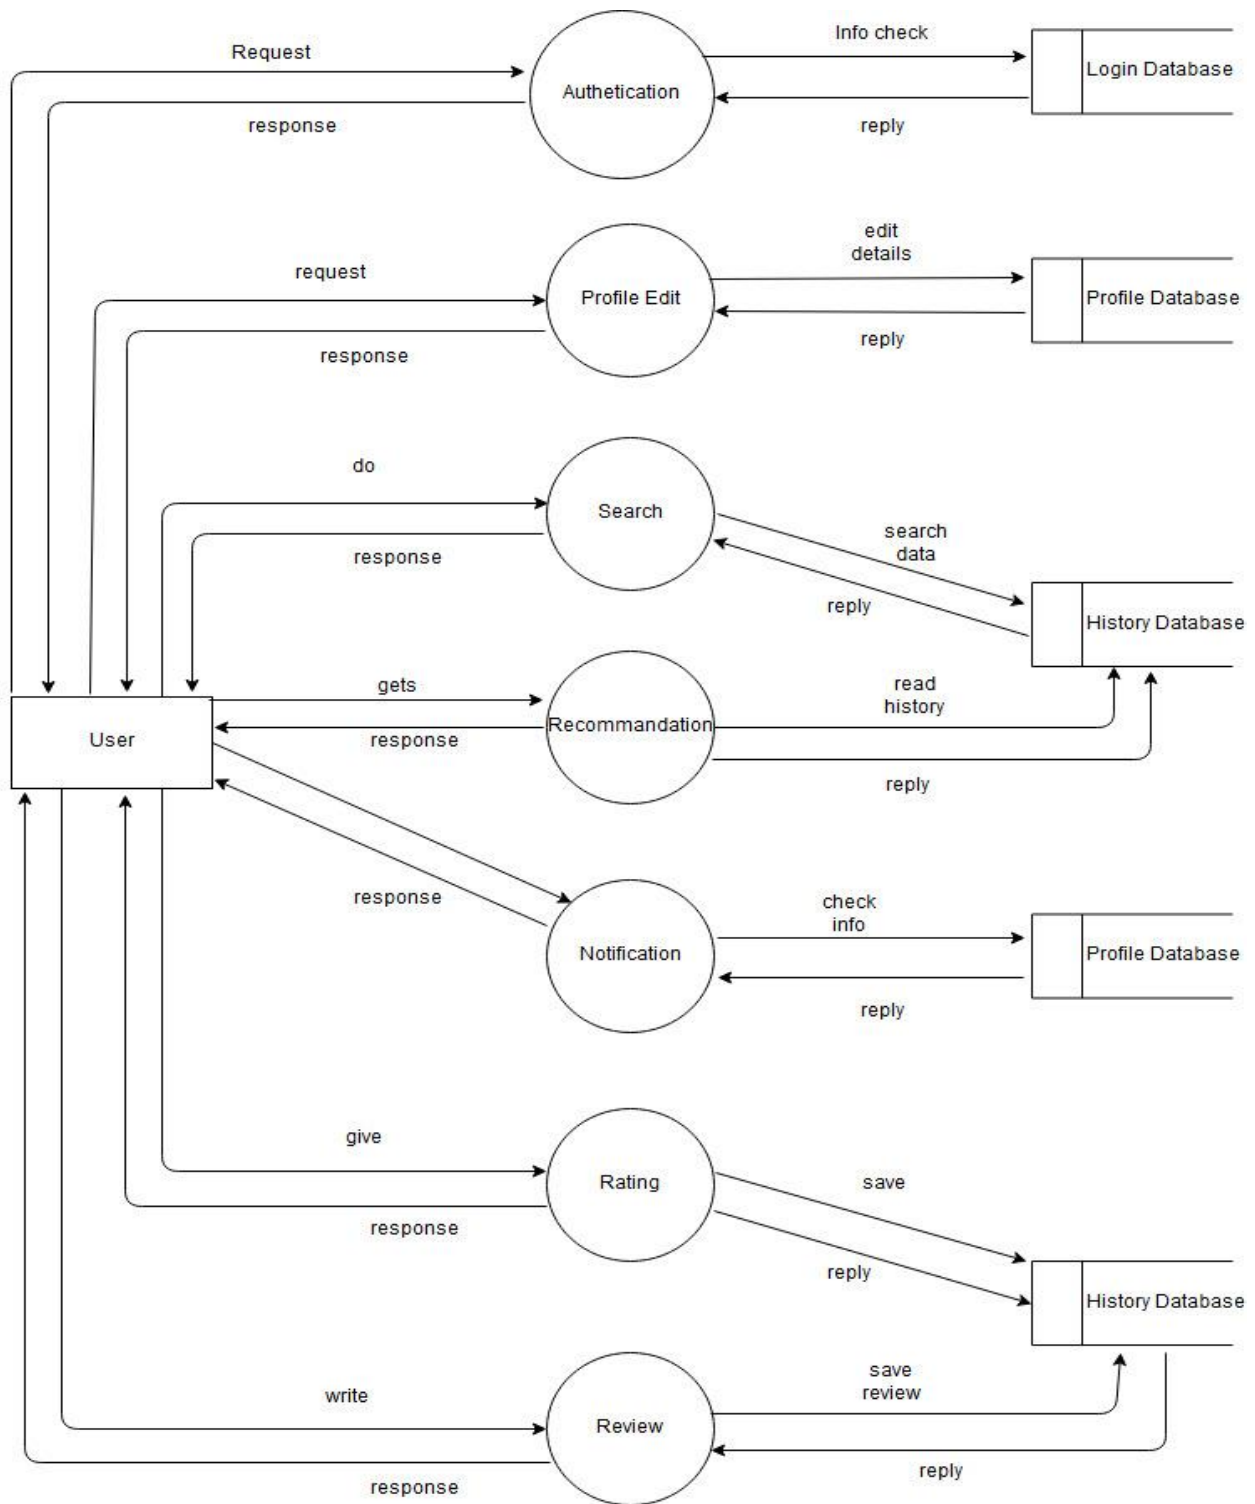 Request
Info check
Login Database
Authetication
response
reply
edit
details
request
Profile Edit
Profile Database
response
reply
do
Search
search
data
response
reply
History Database
gets
read
history
Recommandation
User
response
reply
response
check
info
Notification
Profile Database
reply
give
Rating
save
response
reply
History Database
save
review
write
Review
reply
response